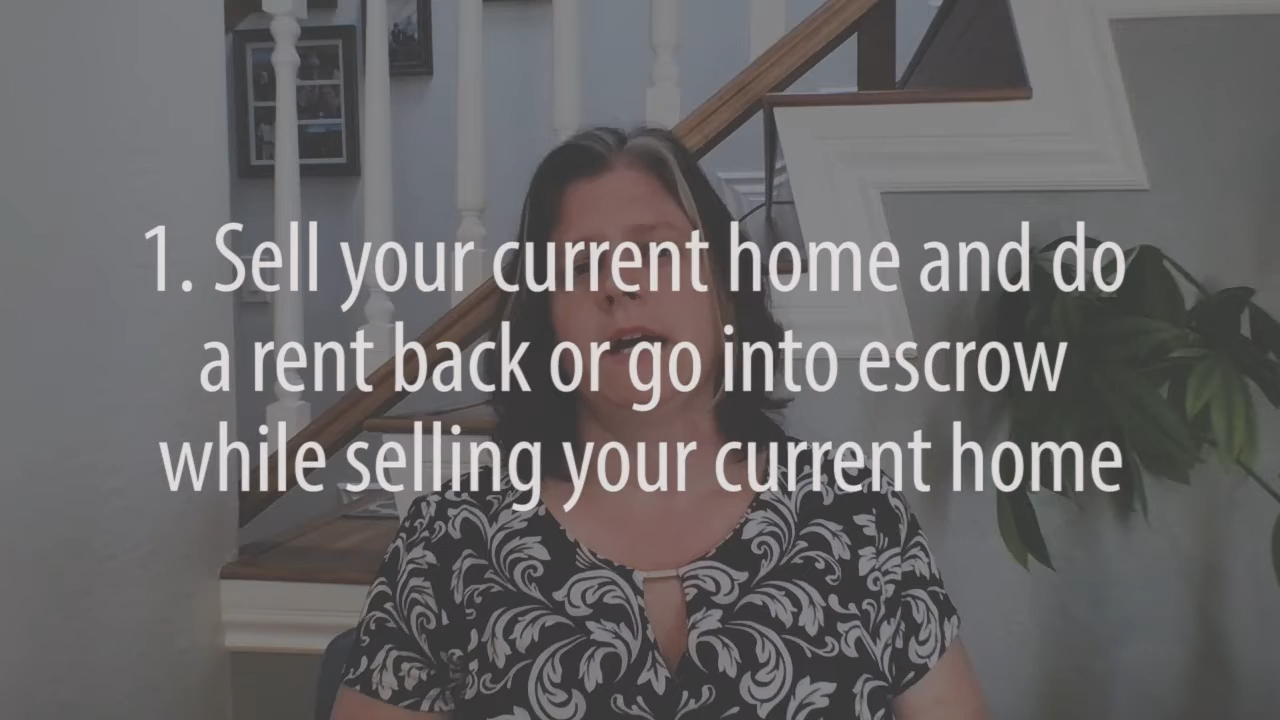 1. Sell your current home and do
a rent back or go into escrow
while selling your current home